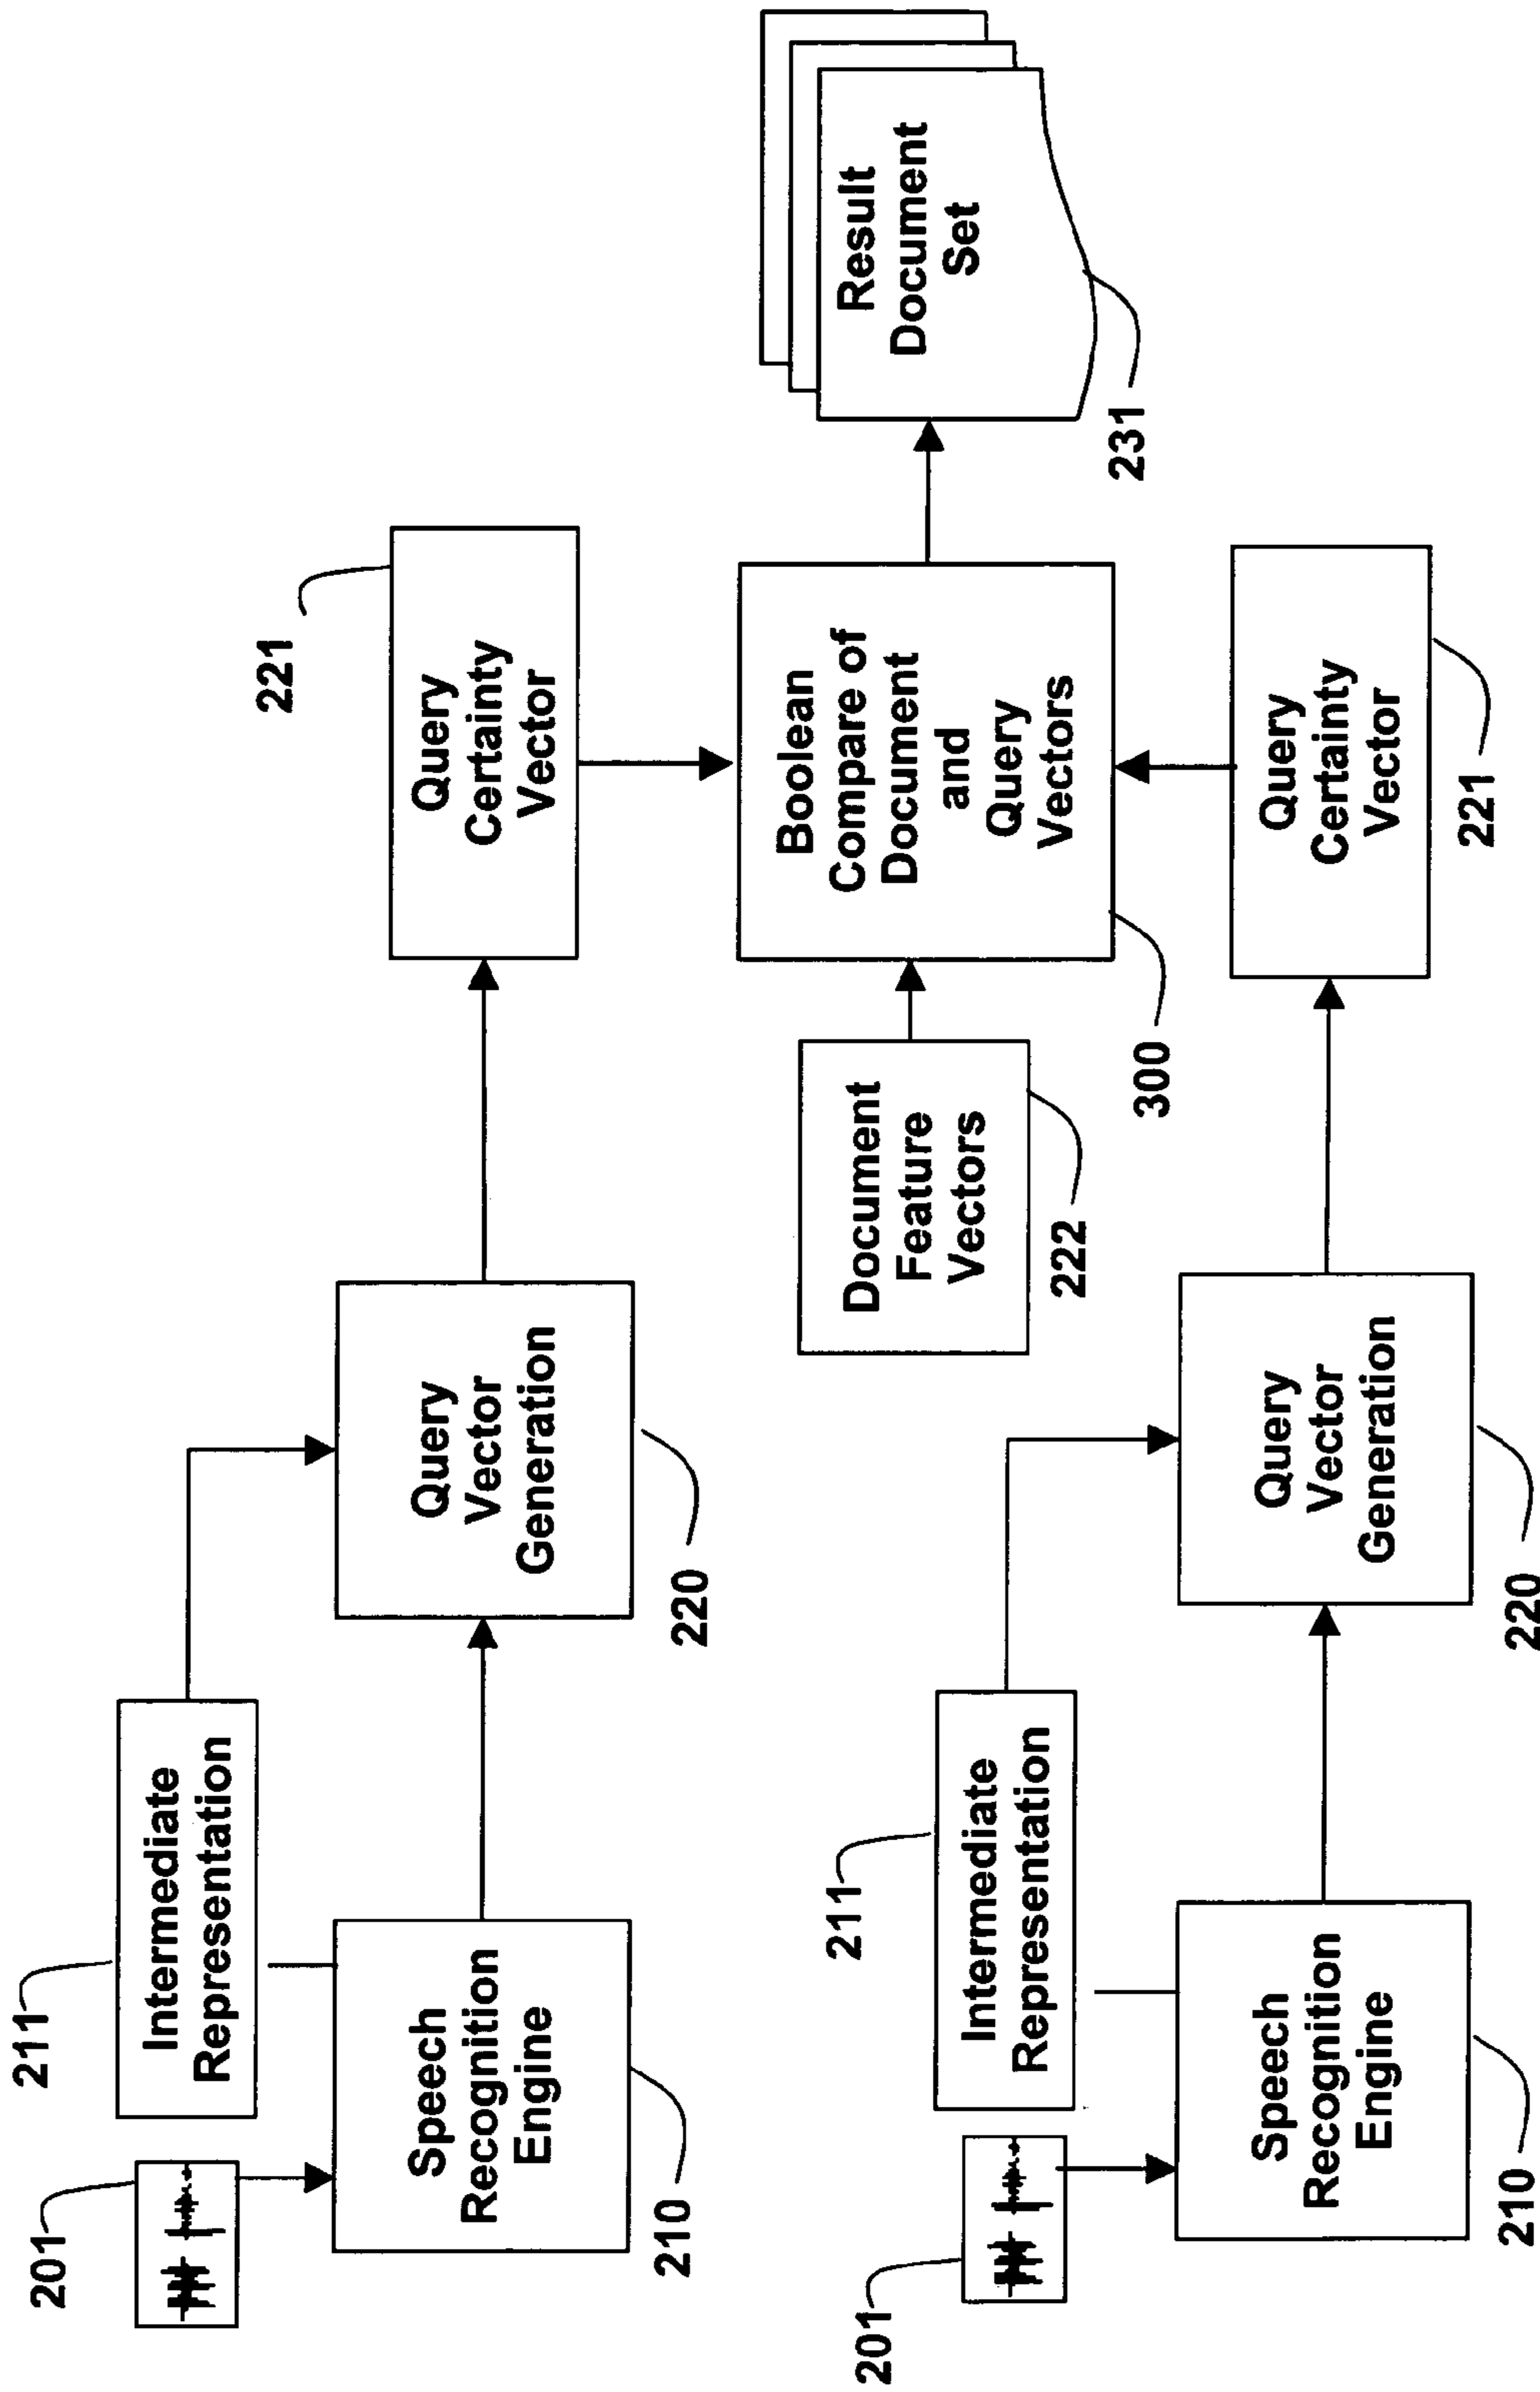 211
Intermediate
Representation
201
Speech
Recognition
Engine
210
Query
Vector
Generation
220
221
Query
Certainty
Vector
Document
Feature
Vectors
222
Boolean
Compare of
Document
and
Query
Vectors
300
Result
Document
Set
231
211
Intermediate
Representation
201
Speech
Recognition
Engine
210
Query
Vector
Generation
220
Query
Certainty
Vector
221